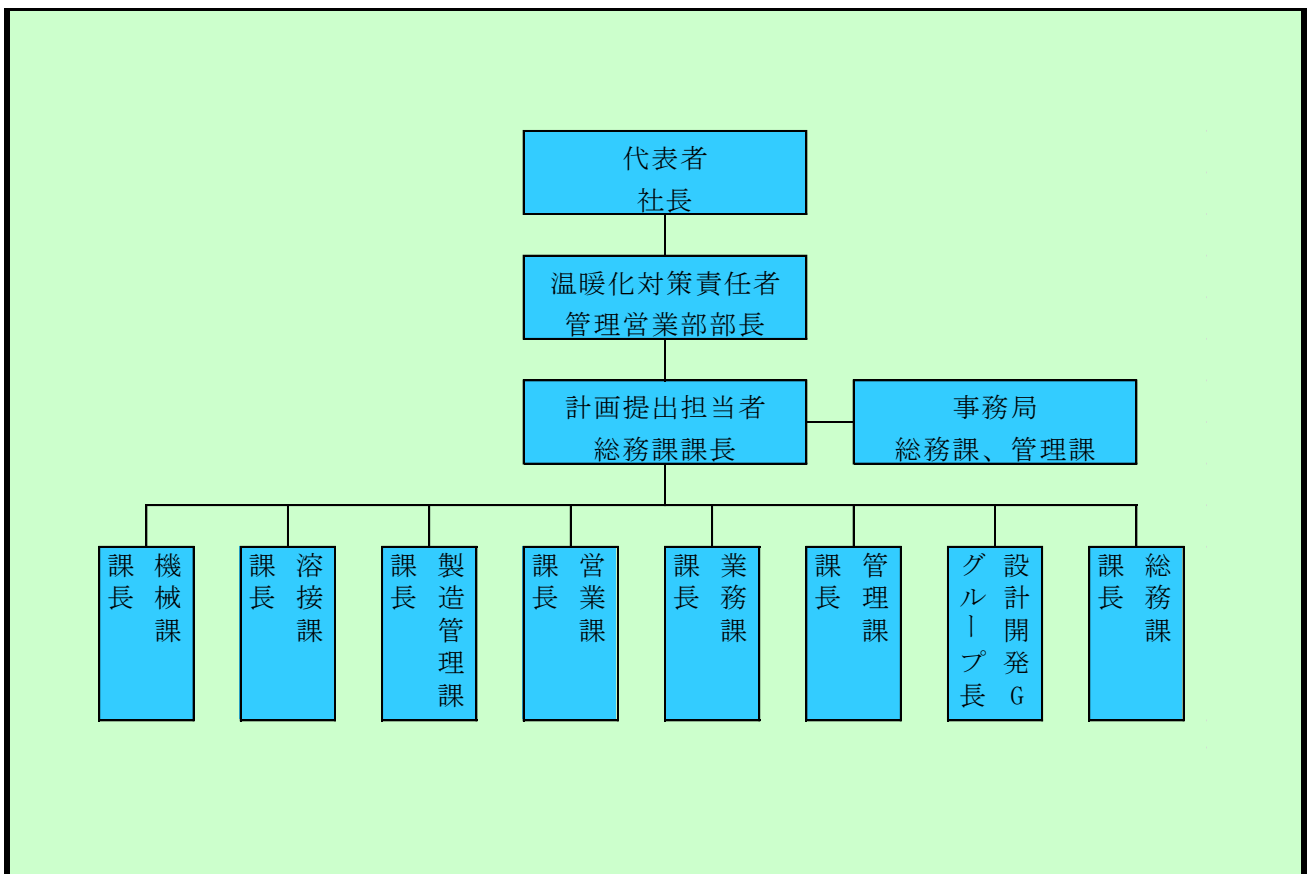 代表者
社長
温暖化対策責任者
管理営業部部長
計画提出担当者
総務課課長
事務局
総務課、管理課
機械課
課長
溶接課
課長
製造管理課
課長
営業課
課長
業務課
課長
管理課
課長
設計開発G
グループ長
総務課
課長